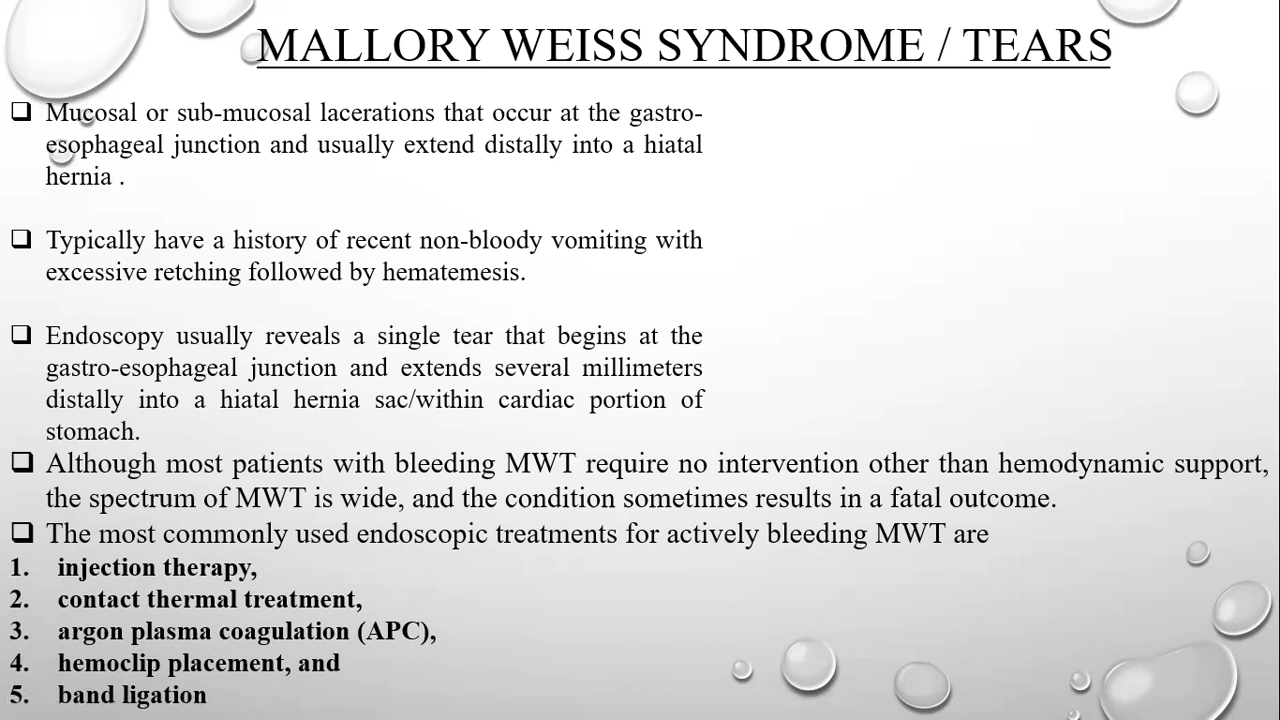 MALLORY WEISS SYNDROME / TEARS
❑ Mucosal or sub-mucosal lacerations that occur at the gastro-
esophageal junction and usually extend distally into a hiatal
hernia .
❑ Typically have a history of recent non-bloody vomiting with
excessive retching followed by hematemesis.
❑ Endoscopy usually reveals a single tear that begins at the
gastro-esophageal junction and extends several millimeters
distally into a hiatal hernia sac/within cardiac portion of
stomach.
❑ Although most patients with bleeding MWT require no intervention other than hemodynamic support,
the spectrum of MWT is wide, and the condition sometimes results in a fatal outcome.
❑ The most commonly used endoscopic treatments for actively bleeding MWT are
1. injection therapy,
2. contact thermal treatment,
3. argon plasma coagulation (APC),
4. hemoclip placement, and
5. band ligation